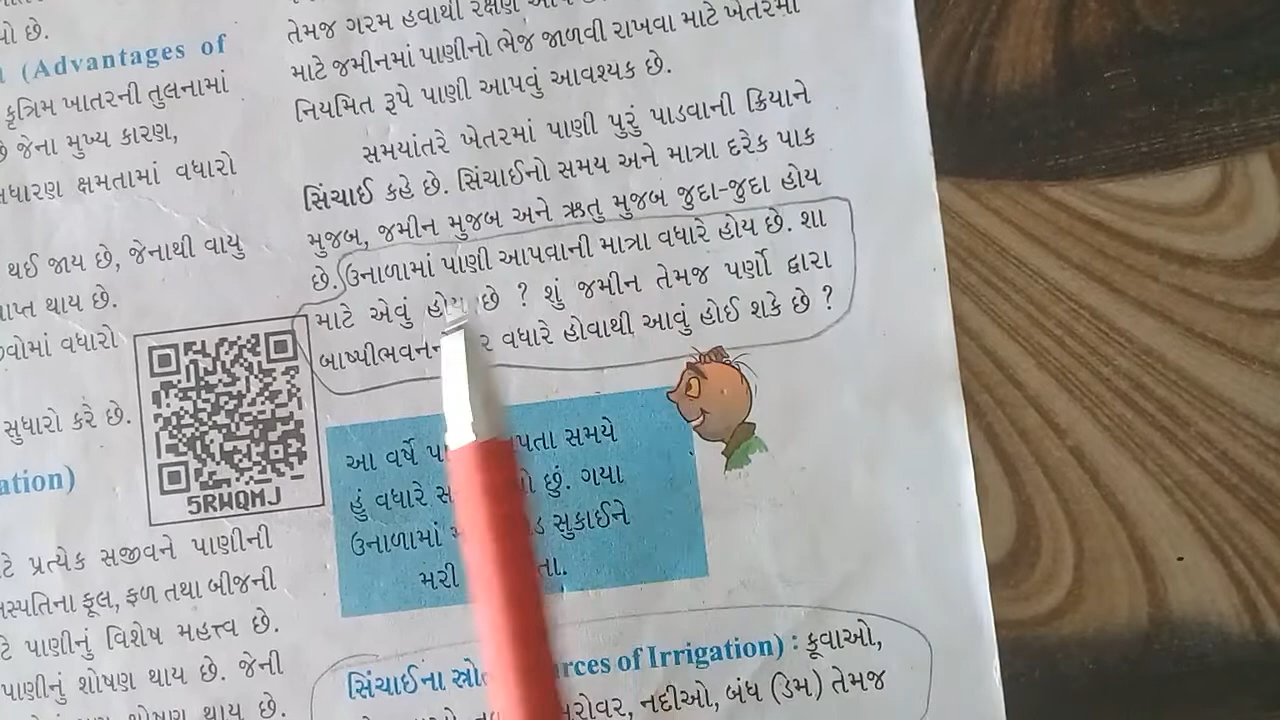 યો છે.
(Advantages of
કૃત્રિમ ખાતરની તુલનામાં
છે જેના મુખ્ય કારણ,
ધારણ ક્ષમતામાં વધારો
થઈ જાય છે, જેનાથી વાયુ
પ્રાપ્ત થાય છે.
વોમાં વધારો
સુધારો કરે છે.
ation)
ટે પ્રત્યેક સજીવને પાણીની
સ્પતિના ફૂલ, ફળ તથા બીજની
ટે પાણીનું વિશેષ મહત્ત્વ છે.
પાણીનું શોષણ થાય છે. જેની
શોષણ થાય છે.
5RWQMJ
તેમજ ગરમ હવાથી રક્ષણ
માટે જમીનમાં પાણીનો ભેજ જાળવી રાખવા માટે ખેતરમાં
નિયમિત રૂપે પાણી આપવું આવશ્યક છે.
સમયાંતરે ખેતરમાં પાણી પુરું પાડવાની ક્રિયાને
સિંચાઈ કહે છે. સિંચાઈનો સમય અને માત્રા દરેક પાક
મુજબ, જમીન મુજબ અને ઋતુ મુજબ જુદા-જુદા હોય
છે. ઉનાળામાં પાણી આપવાની માત્રા વધારે હોય છે. શા
માટે એવું હોય છે ? શું જમીન તેમજ પર્ણો દ્વારા
બાષ્પીભવનન ર વધારે હોવાથી આવું હોઈ શકે છે ?
આ વર્ષે પતા સમયે
હું વધારે છું. ગયા
ઉનાળામાં સુકાઈને
મરી તા.
સિંચાઈના સ્રો rces of Irrigation) : કૂવાઓ,
રોવર, નદીઓ, બંધ (ડેમ) તેમજ